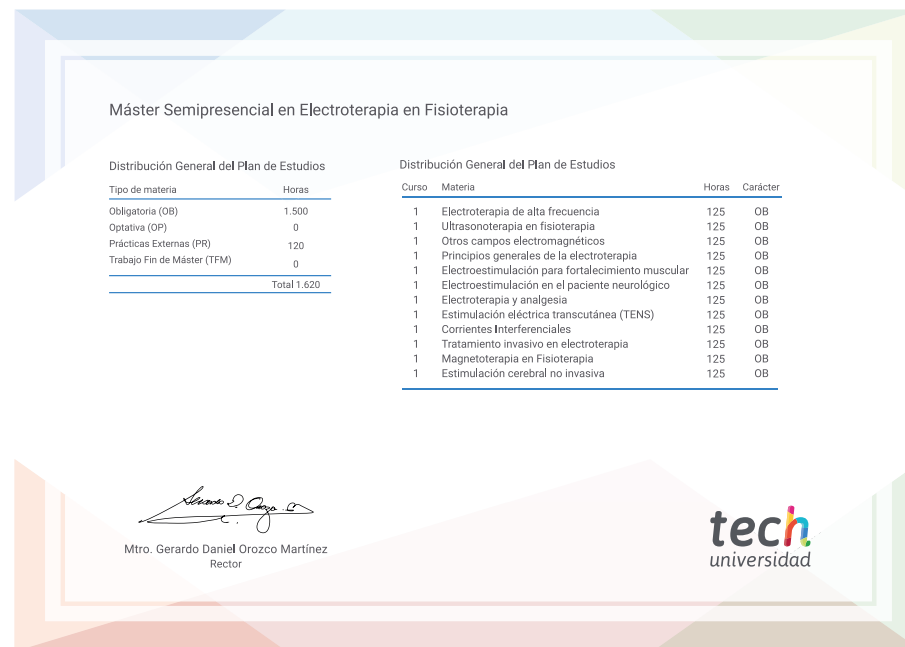 Máster Semipresencial en Electroterapia en Fisioterapia
Distribución General del Plan de Estudios
Tipo de materia Horas
Obligatoria (OB) 1.500
Optativa (OP) 0
Prácticas Externas (PR) 120
Trabajo Fin de Máster (TFM) 0
Total 1.620
Distribución General del Plan de Estudios
Curso Materia Horas Carácter
1 Electroterapia de alta frecuencia 125 OB
1 Ultrasonoterapia en fisioterapia 125 OB
1 Otros campos electromagnéticos 125 OB
1 Principios generales de la electroterapia 125 OB
1 Electroestimulación para fortalecimiento muscular 125 OB
1 Electroestimulación en el paciente neurológico 125 OB
1 Electroterapia y analgesia 125 OB
1 Estimulación eléctrica transcutánea (TENS) 125 OB
1 Corrientes Interferenciales 125 OB
1 Tratamiento invasivo en electroterapia 125 OB
1 Magnetoterapia en Fisioterapia 125 OB
1 Estimulación cerebral no invasiva 125 OB
Mtro. Gerardo Daniel Orozco Martínez
Rector
tech
universidad